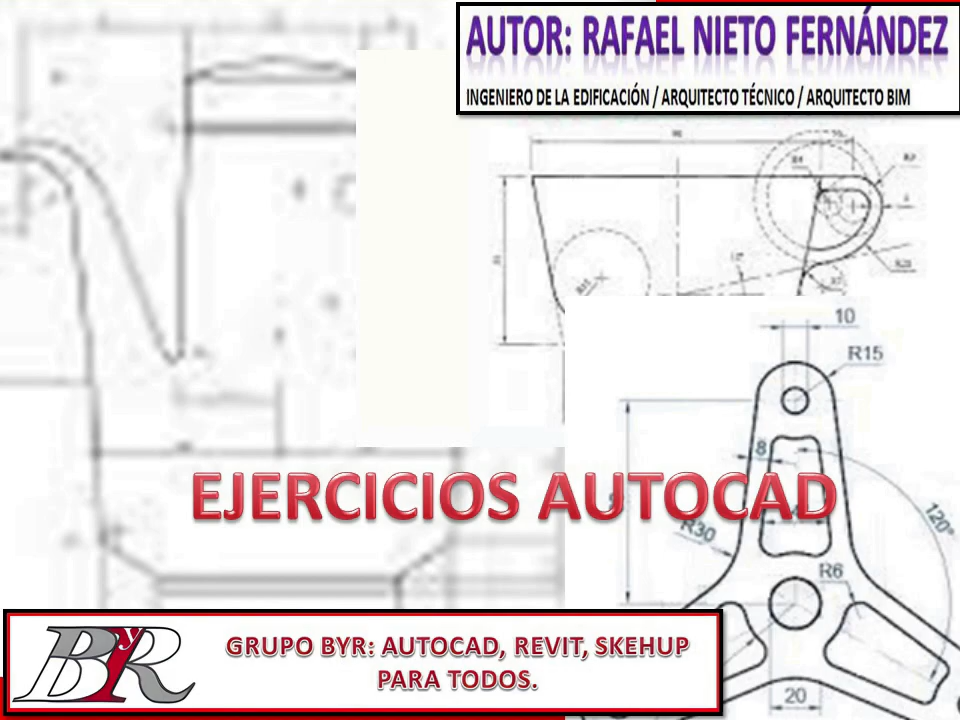 AUTOR: RAFAEL NIETO FERNÁNDEZ
INGENIERO DE LA EDIFICACIÓN / ARQUITECTO TÉCNICO / ARQUITECTO BIM
10
R15
8
EJERCICIOS AUTOCAD
R30
120°
R6
20
ByR
GRUPO BYR: AUTOCAD, REVIT, SKEHUP
PARA TODOS.